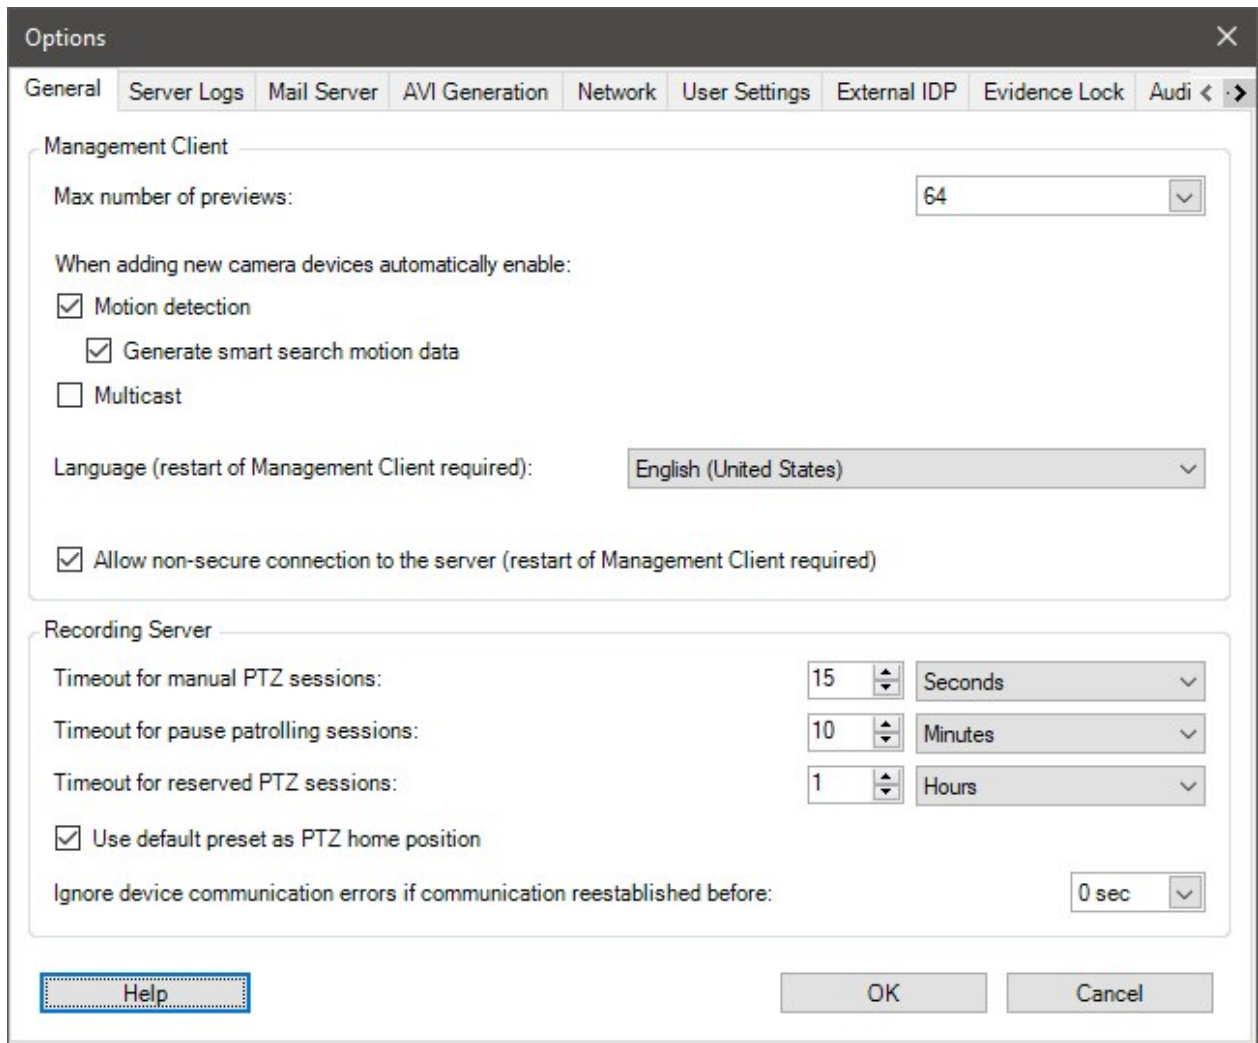 Options
General Server Logs Mail Server AVI Generation Network User Settings External IDP Evidence Lock Audi
Management Client
Max number of previews: 64
When adding new camera devices automatically enable:
Motion detection
Generate smart search motion data
Multicast
Language (restart of Management Client required): English (United States)
Allow non-secure connection to the server (restart of Management Client required)
Recording Server
Timeout for manual PTZ sessions: 15 Seconds
Timeout for pause patrolling sessions: 10 Minutes
Timeout for reserved PTZ sessions: 1 Hours
Use default preset as PTZ home position
Ignore device communication errors if communication reestablished before: 0 sec
Help OK Cancel